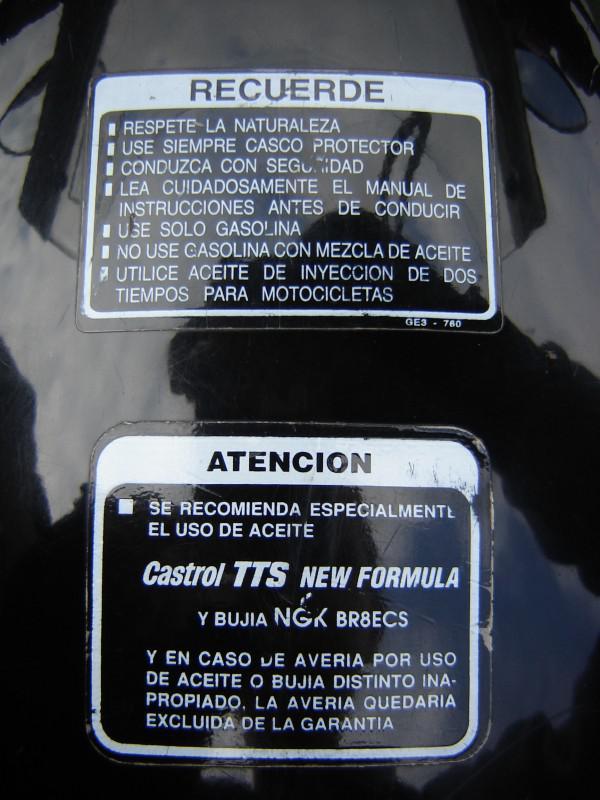 RECUERDE
RESPETE LA NATURALEZA
USE SIEMPRE CASCO PROTECTOR
CONDUZCA CON SEGURIDAD
LEA CUIDADOSAMENTE EL MANUAL DE
INSTRUCCIONES ANTES DE CONDUCIR
USE SOLO GASOLINA
NO USE GASOLINA CON MEZCLA DE ACEITE
UTILICE ACEITE DE INYECCION DE DOS
TIEMPOS PARA MOTOCICLETAS
GE3 - 760
ATENCION
SE RECOMIENDA ESPECIALMENTE
EL USO DE ACEITE
Castrol TTS NEW FORMULA
Y BUJIA NGK BR8ECS
Y EN CASO DE AVERIA POR USO
DE ACEITE O BUJIA DISTINTO INA-
PROPIADO, LA AVERIA QUEDARIA
EXCLUIDA DE LA GARANTIA